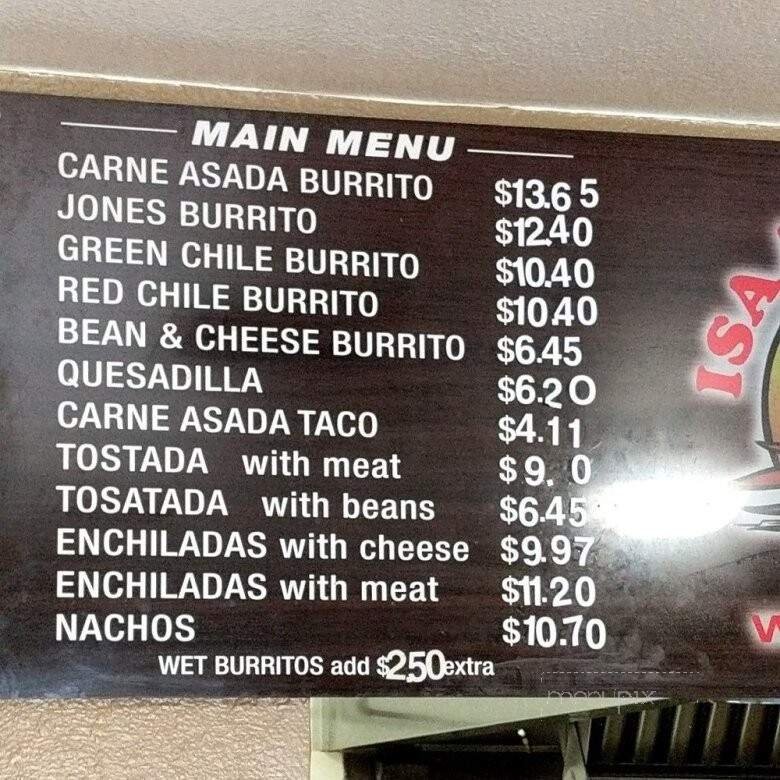 MAIN MENU
CARNE ASADA BURRITO $13.65
JONES BURRITO $12.40
GREEN CHILE BURRITO $10.40
RED CHILE BURRITO $10.40
BEAN & CHEESE BURRITO $6.45
QUESADILLA $6.20
CARNE ASADA TACO $4.11
TOSTADA with meat
TOSATADA with beans $6.45
ENCHILADAS with cheese $9.97
ENCHILADAS with meat $11.20
NACHOS $10.70
WET BURRITOS add $2.50 extra
ISA
menupix